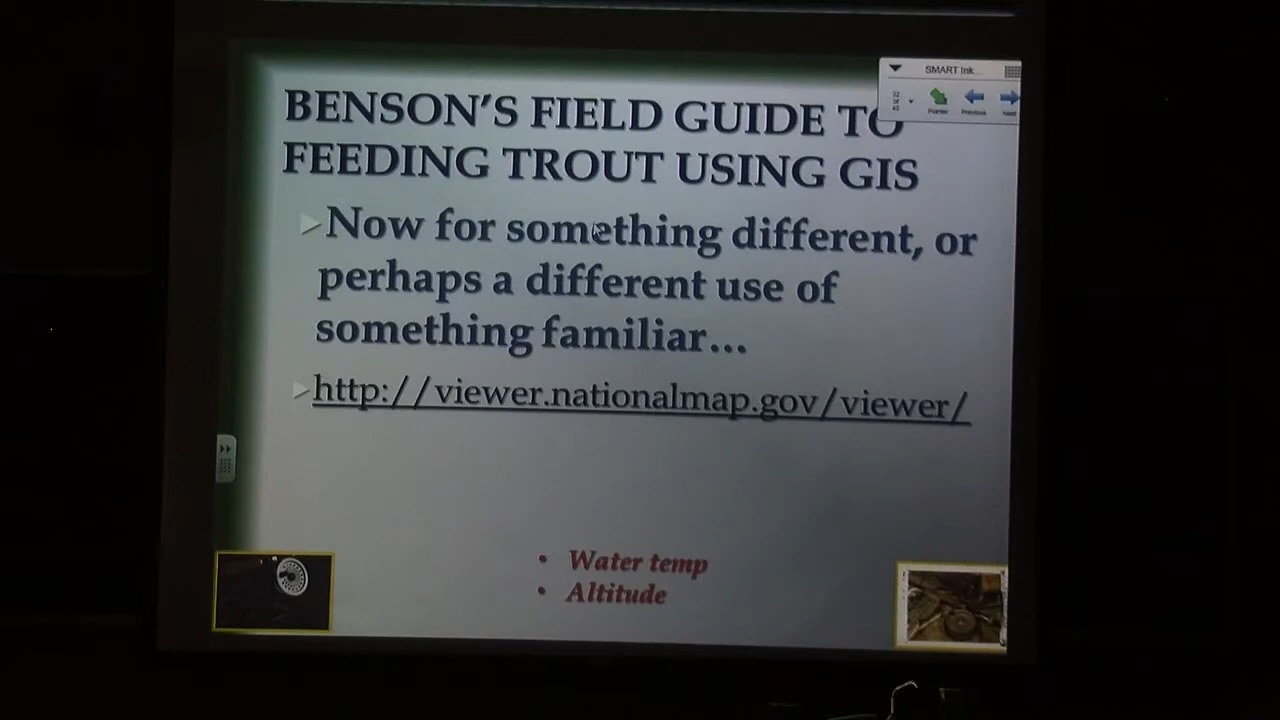 SMART Ink...
Pointer Previous Next
BENSON'S FIELD GUIDE TO
FEEDING TROUT USING GIS
Now for something different, or
perhaps a different use of
something familiar...
http://viewer.nationalmap.gov/viewer/
• Water temp
• Altitude